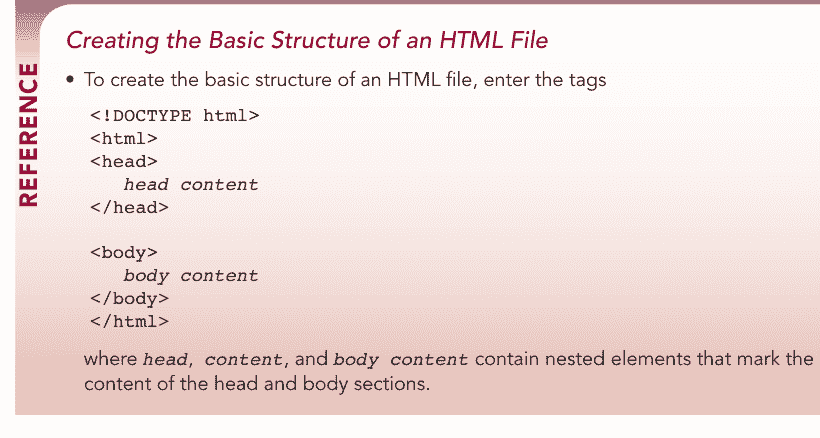 REFERENCE
Creating the Basic Structure of an HTML File
• To create the basic structure of an HTML file, enter the tags
<!DOCTYPE html>
<html>
<head>
head content
</head>
<body>
body content
</body>
</html>
where head, content, and body content contain nested elements that mark the
content of the head and body sections.